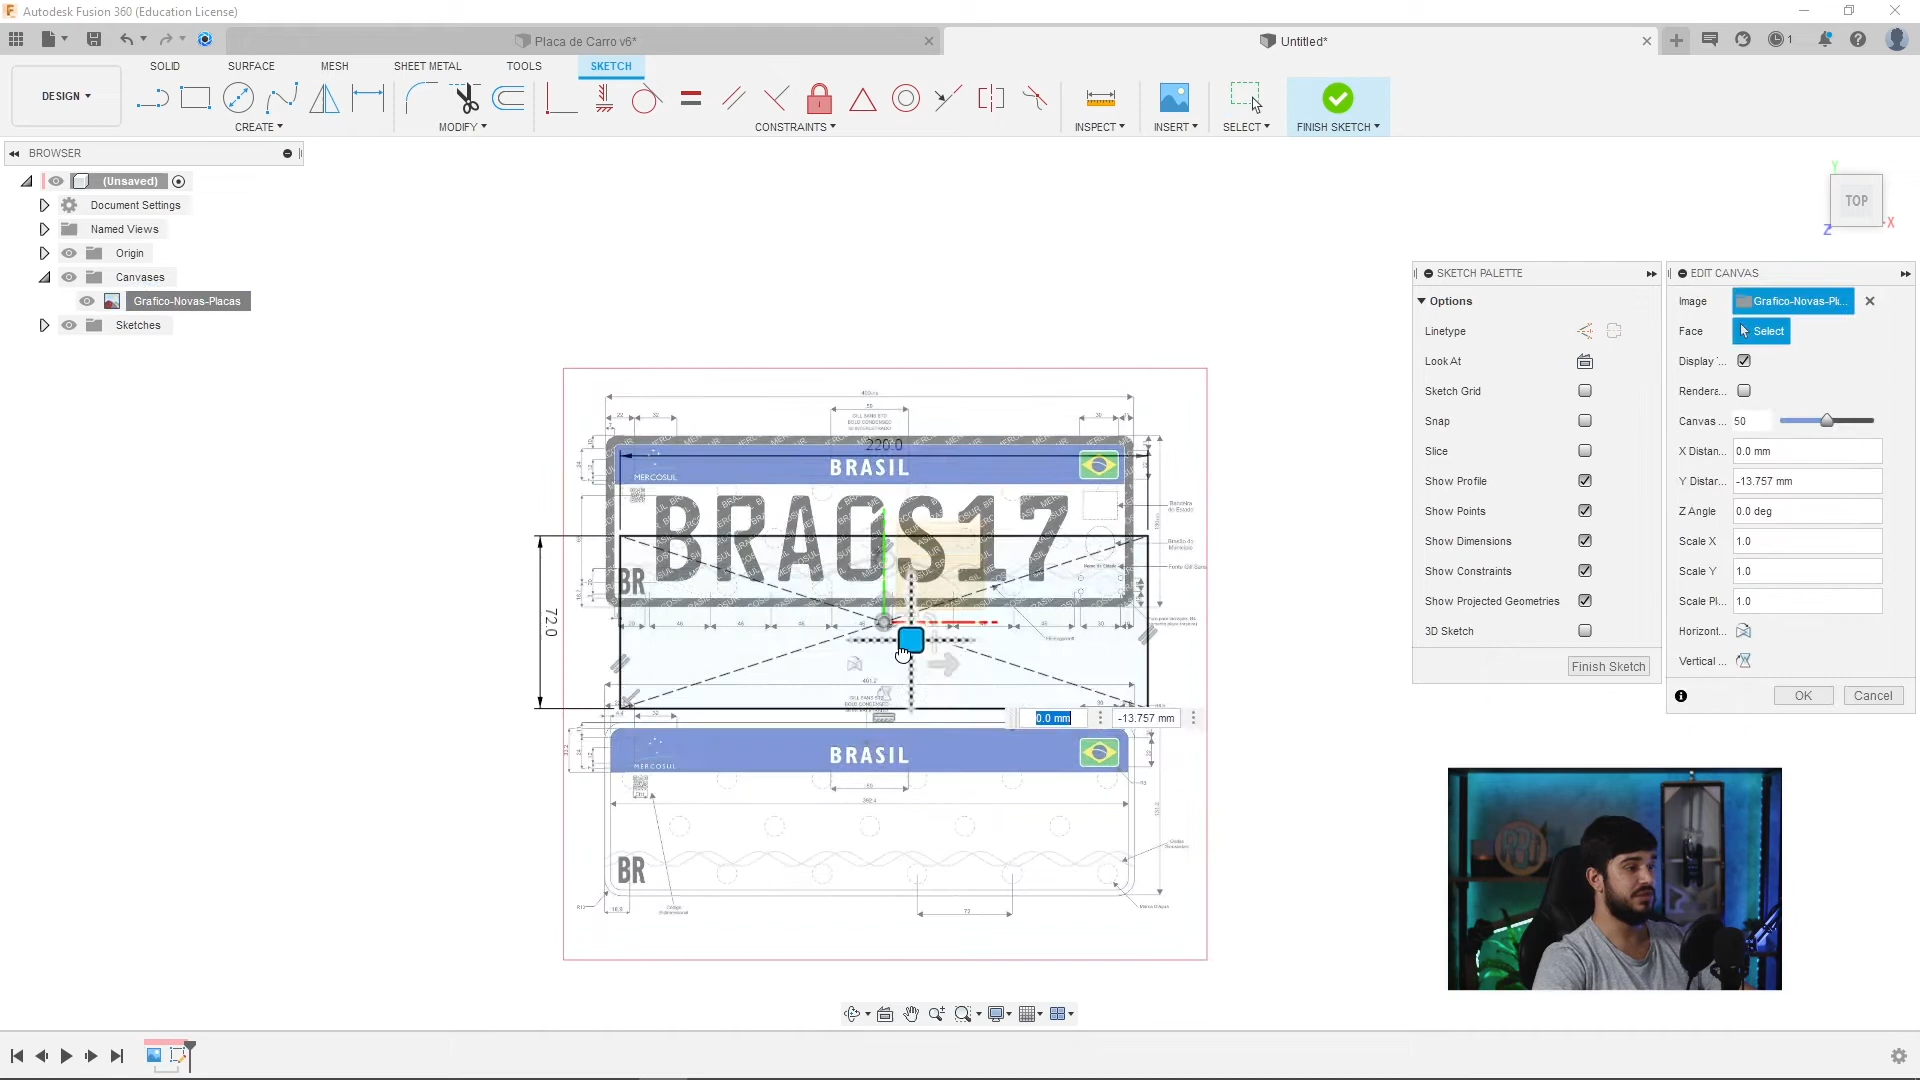 Autodesk Fusion 360 (Education License)
Placa de Carro v6*
Untitled*
1
DESIGN
SOLID
SURFACE
MESH
SHEET METAL
TOOLS
SKETCH
CREATE
MODIFY
CONSTRAINTS
INSPECT
INSERT
SELECT
FINISH SKETCH
BROWSER
(Unsaved)
Document Settings
Named Views
Origin
Canvases
Grafico-Novas-Placas
Sketches
TOP
X
Y
Z
SKETCH PALETTE
Options
Linetype
Look At
Sketch Grid
Snap
Slice
Show Profile
Show Points
Show Dimensions
Show Constraints
Show Projected Geometries
3D Sketch
Finish Sketch
EDIT CANVAS
Image
Grafico-Novas-Pl...
Face
Select
Display ...
Rendera...
Canvas ...
50
X Distan...
0.0 mm
Y Distan...
-13.757 mm
Z Angle
0.0 deg
Scale X
1.0
Scale Y
1.0
Scale Pl...
1.0
Horizont...
Vertical ...
OK
Cancel
220.0
MERCOSUL
BRASIL
BRAOS17
BR
72.0
0.0 mm
-13.757 mm
MERCOSUL
BRASIL
BR